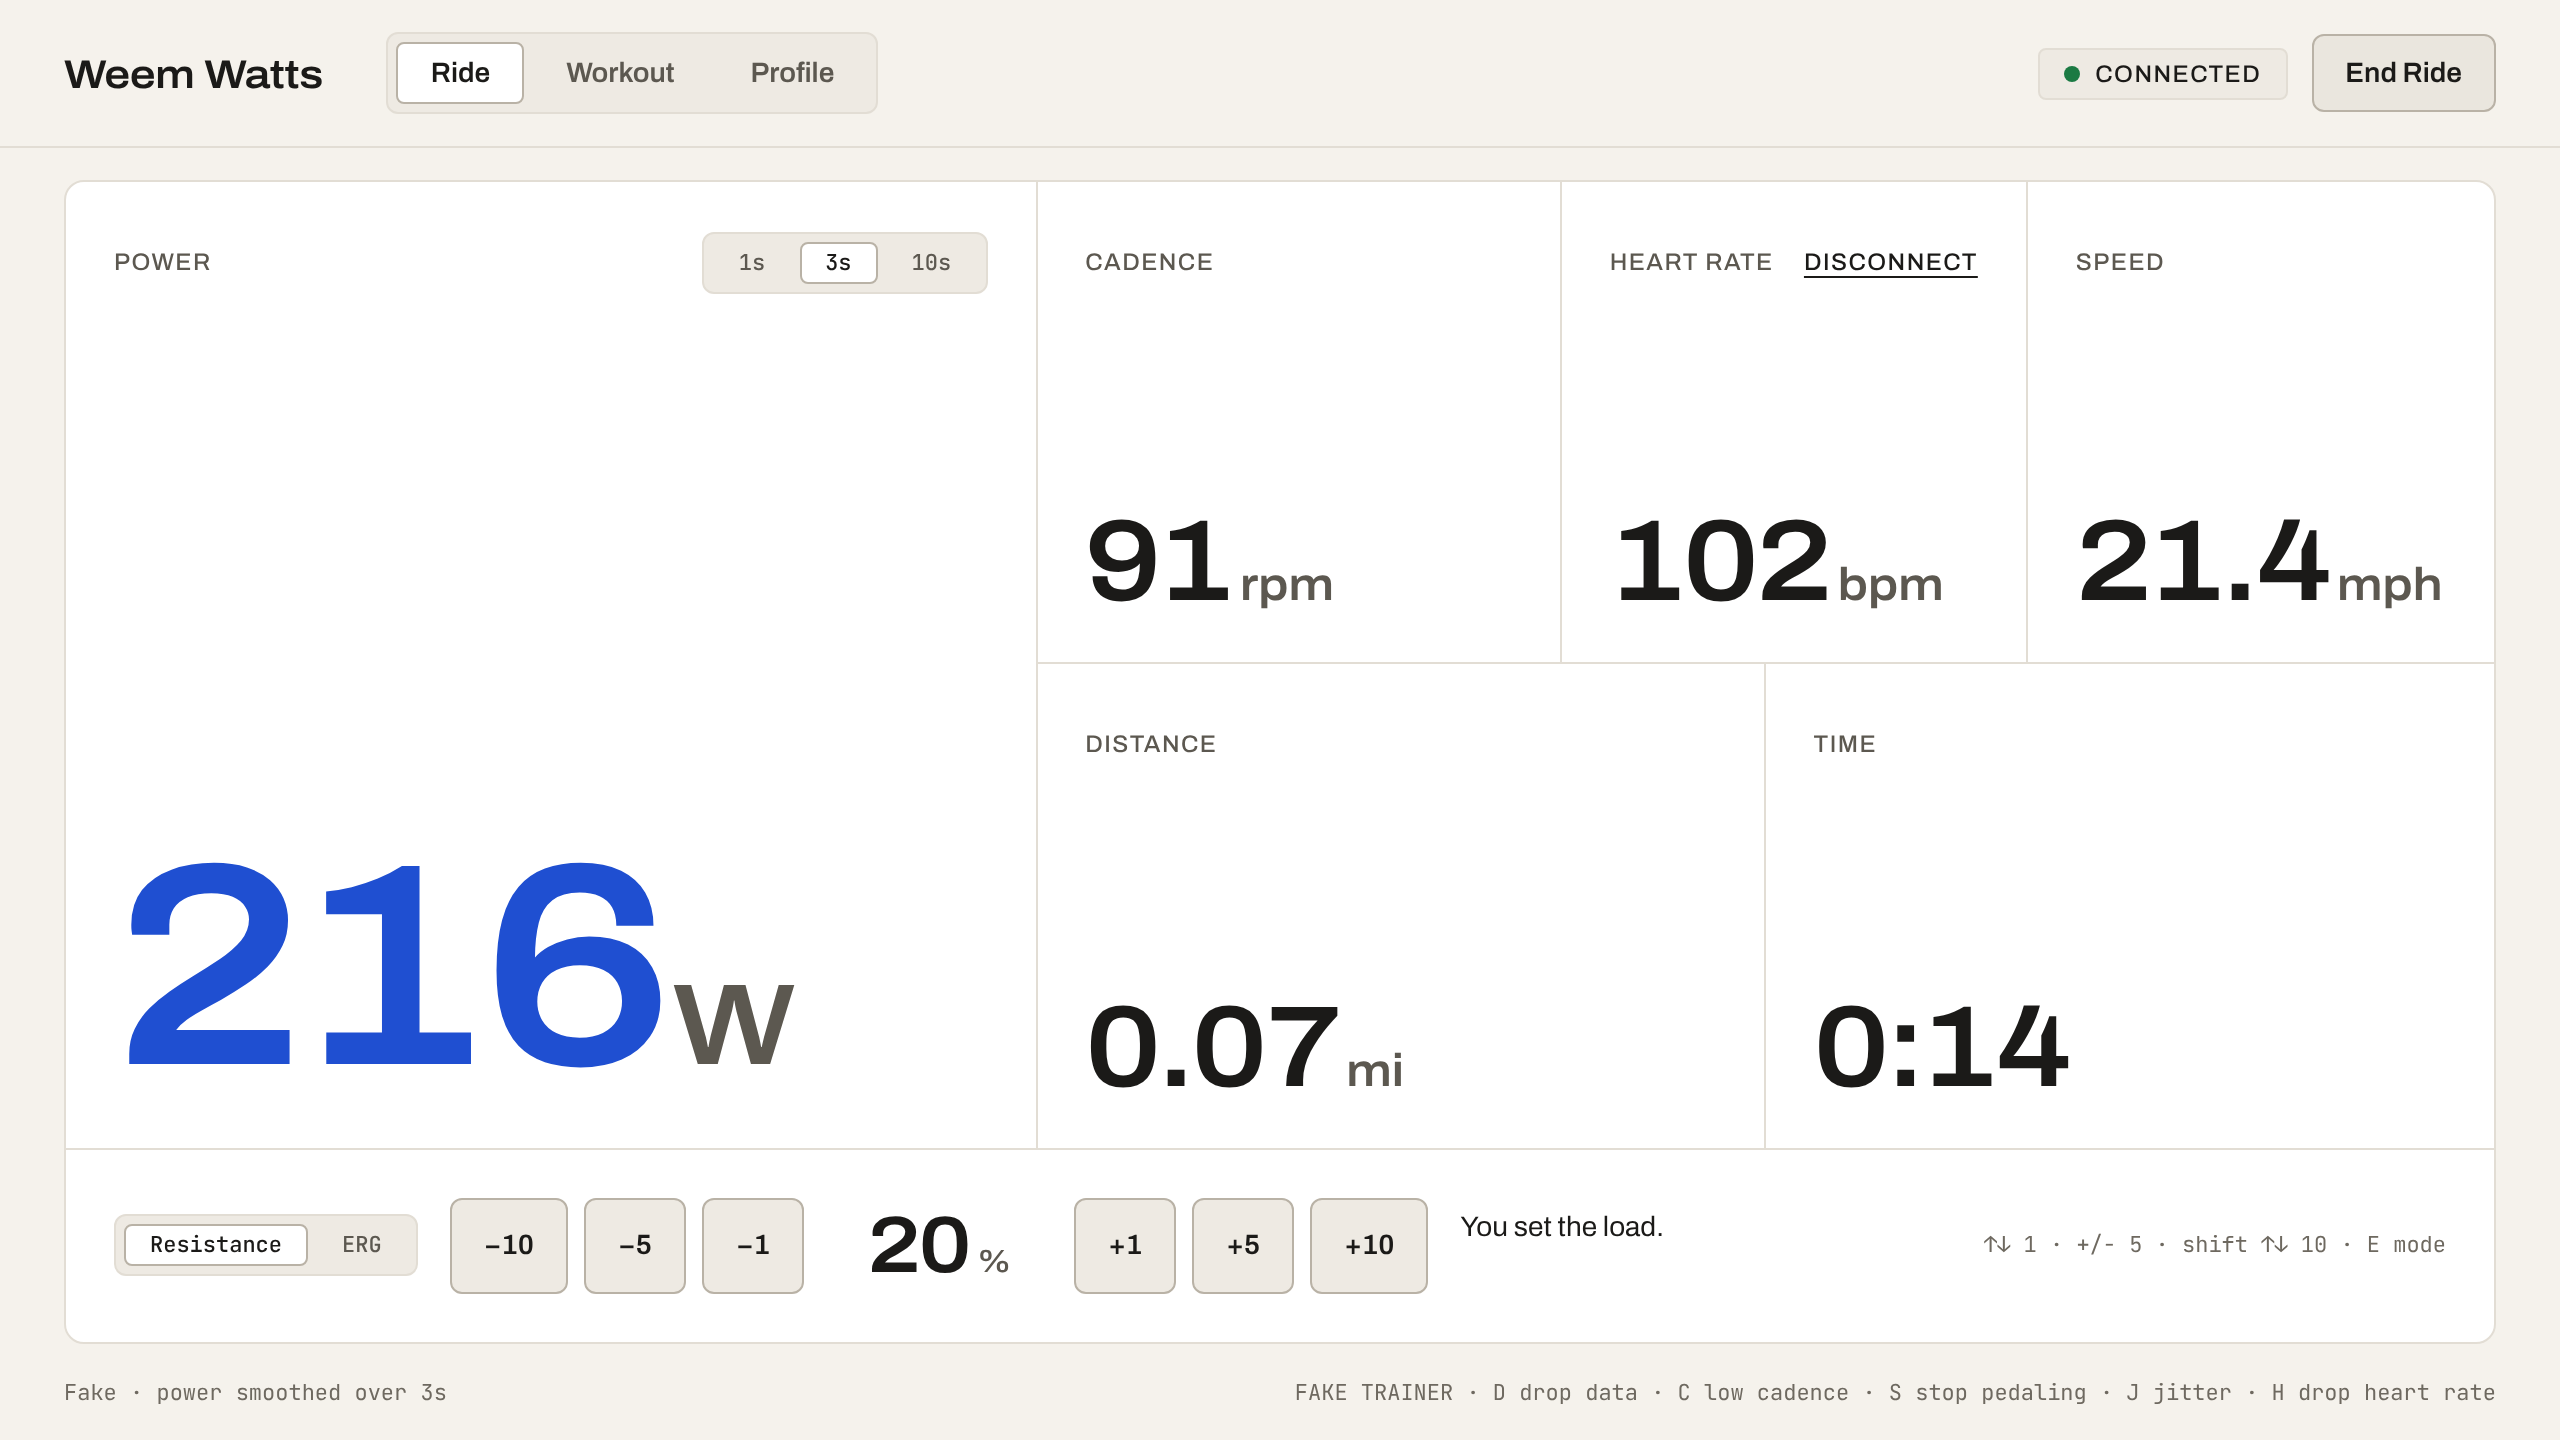 Weem Watts
Ride
Workout
Profile
CONNECTED
End Ride
POWER
1s
3s
10s
216W
CADENCE
91 rpm
HEART RATE
DISCONNECT
102 bpm
SPEED
21.4 mph
DISTANCE
0.07 mi
TIME
0:14
Resistance
ERG
−10
−5
−1
20 %
+1
+5
+10
You set the load.
↑↓ 1 · +/- 5 · shift ↑↓ 10 · E mode
Fake · power smoothed over 3s
FAKE TRAINER · D drop data · C low cadence · S stop pedaling · J jitter · H drop heart rate